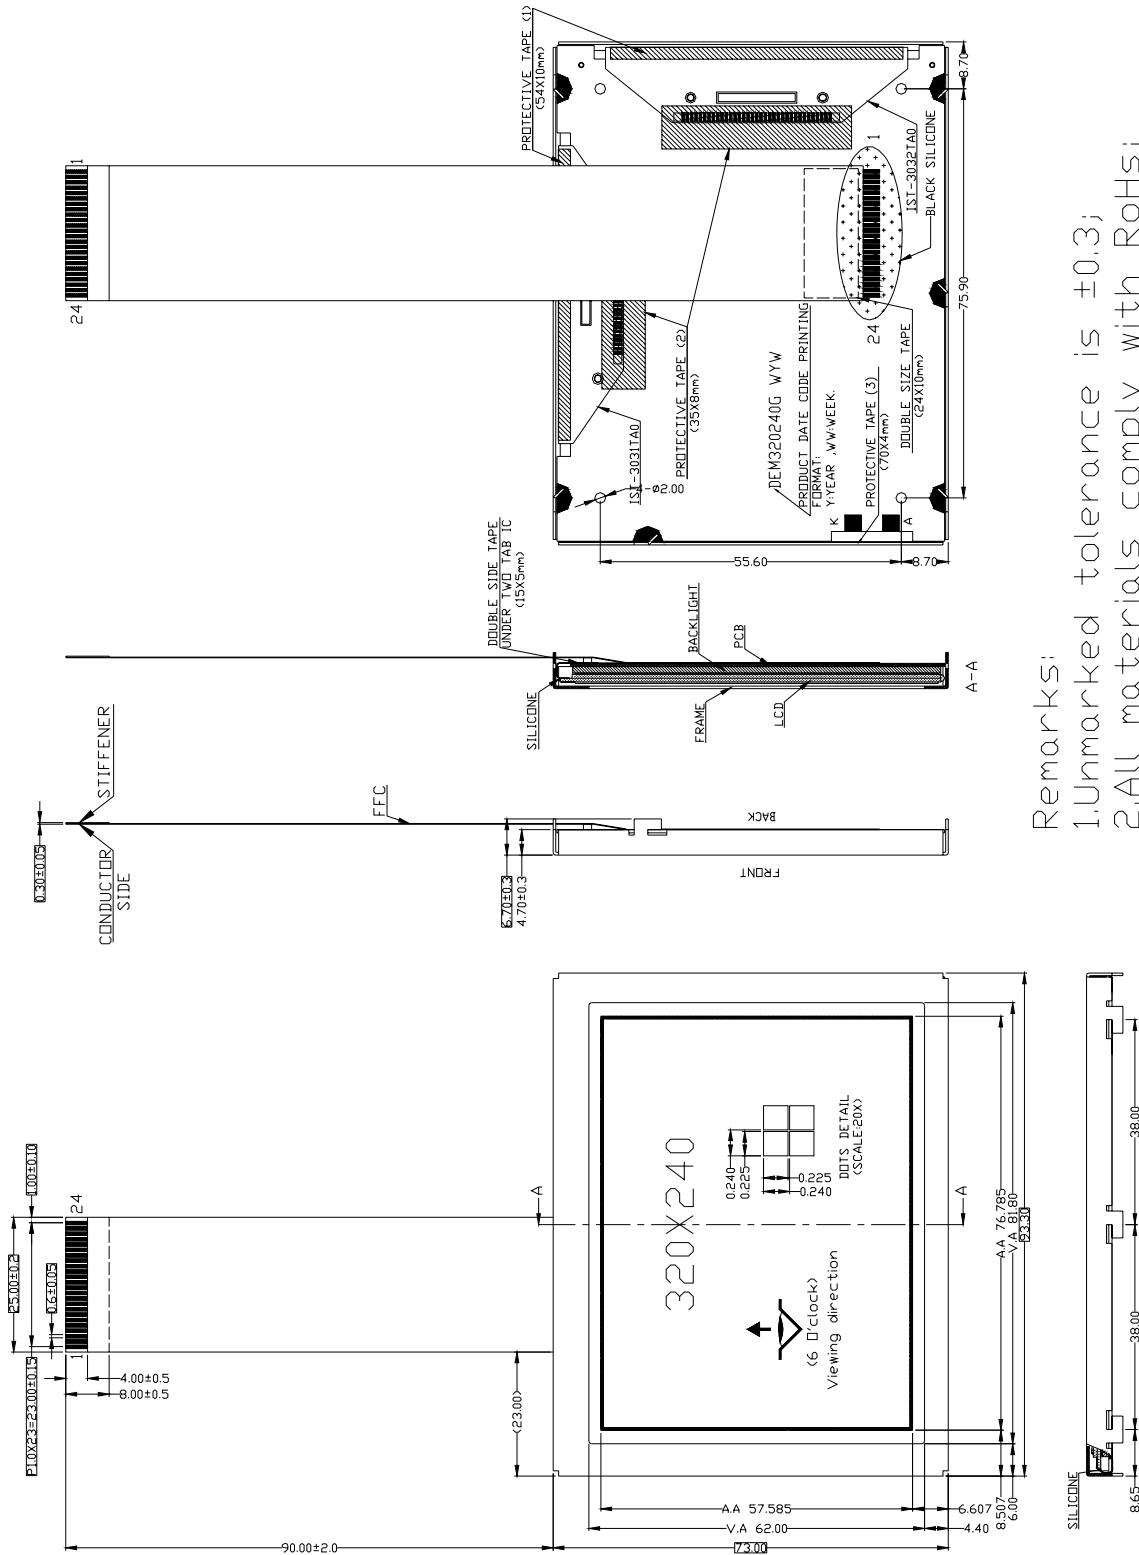 PROTECTIVE TAPE (1)
(54X10mm)
1
24
8.70
IST-3032TA0
BLACK SILICONE
1
24
75.90
PROTECTIVE TAPE (2)
(35X8mm)
IST-3031TA0
4-Ø2.00
DEM320240G WYW
PRODUCT DATE CODE PRINTING
FORMAT:
Y:YEAR ,WW:WEEK.
PROTECTIVE TAPE (3)
(70X4mm)
DOUBLE SIZE TAPE
(24X10mm)
K
A
55.60
8.70
DOUBLE SIDE TAPE
UNDER TWO TAB IC
(15X5mm)
SILICONE
BACKLIGHT
PCB
FRAME
LCD
A-A
STIFFENER
0.30±0.05
CONDUCTOR
SIDE
FFC
6.70±0.3
4.70±0.3
BACK
FRONT
Remarks:
1.Unmarked tolerance is ±0.3;
2.All materials comply with RoHs;
1.00±0.10
25.00±0.2
0.6±0.05
P1.0X23=23.00±0.15
24
1
4.00±0.5
8.00±0.5
(23.00)
90.00±2.0
A
A
320X240
0.240
0.225
0.225
0.240
DOTS DETAIL
(SCALE:20X)
(6 O'clock)
Viewing direction
A.A 76.785
V.A 81.80
93.30
8.507
6.00
A.A 57.585
6.607
V.A 62.00
4.40
73.00
SILICONE
38.00
38.00
8.65